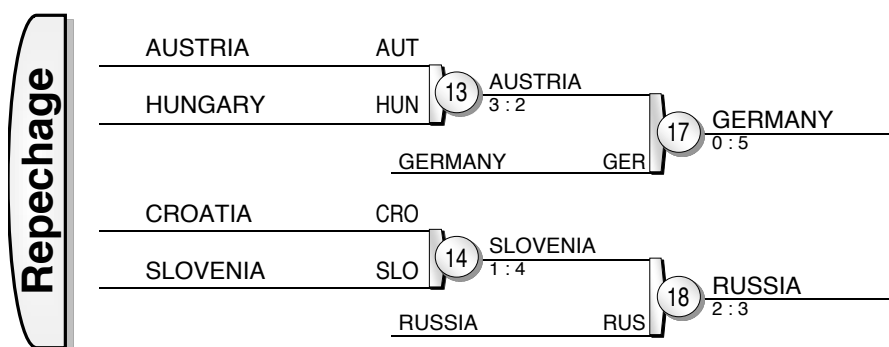 Repechage
AUSTRIA AUT
HUNGARY HUN
13 AUSTRIA
3 : 2
GERMANY GER
17 GERMANY
0 : 5
CROATIA CRO
SLOVENIA SLO
14 SLOVENIA
1 : 4
RUSSIA RUS
18 RUSSIA
2 : 3